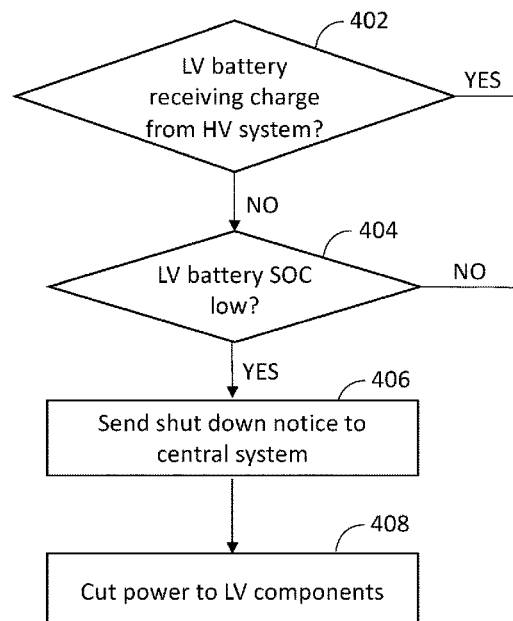 402
LV battery
receiving charge
from HV system?
YES
NO
404
LV battery SOC
low?
NO
YES
406
Send shut down notice to
central system
408
Cut power to LV components